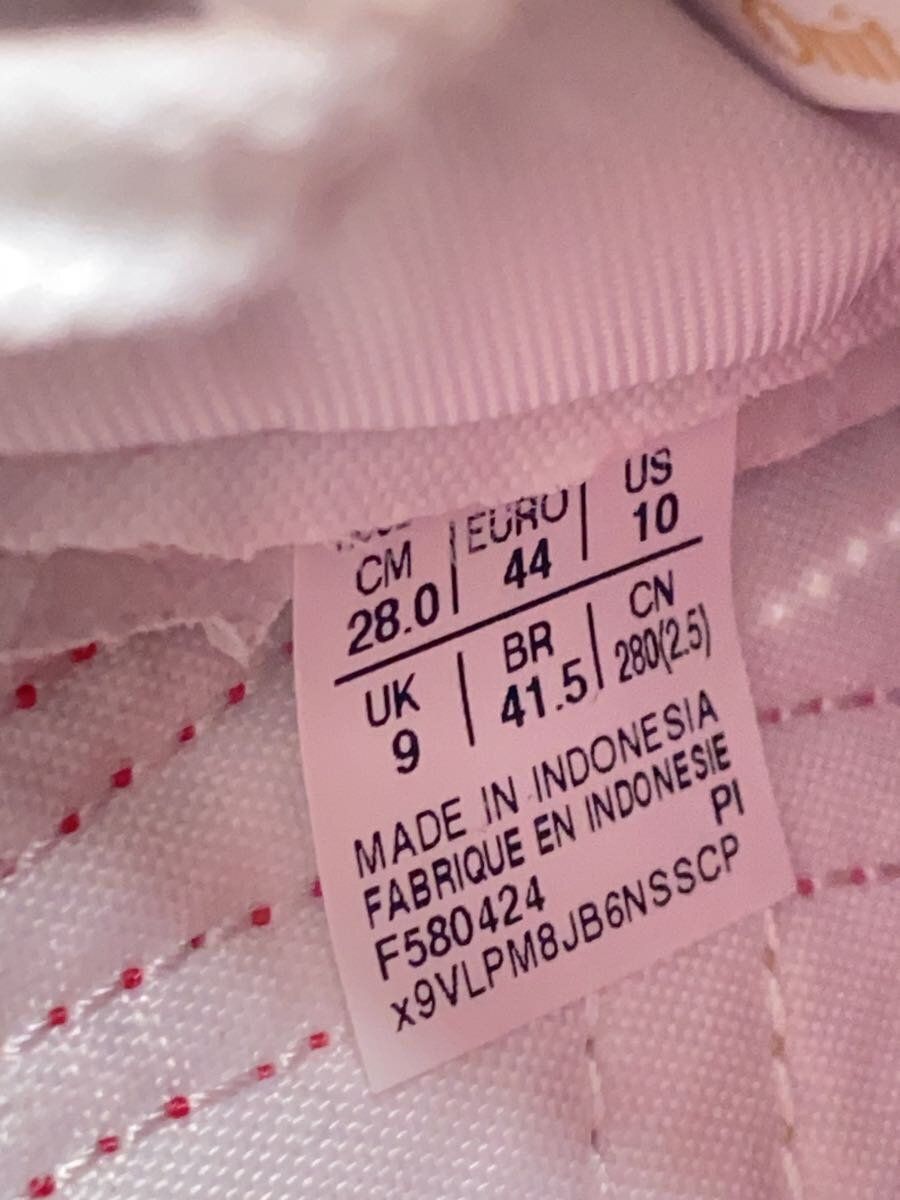 CM | EURO | US
28.0 | 44 | 10
UK | BR | CN
9 | 41.5 | 280(2.5)
MADE IN INDONESIA
FABRIQUE EN INDONESIE
PI
F580424
x9VLPM8JB6NSSCP